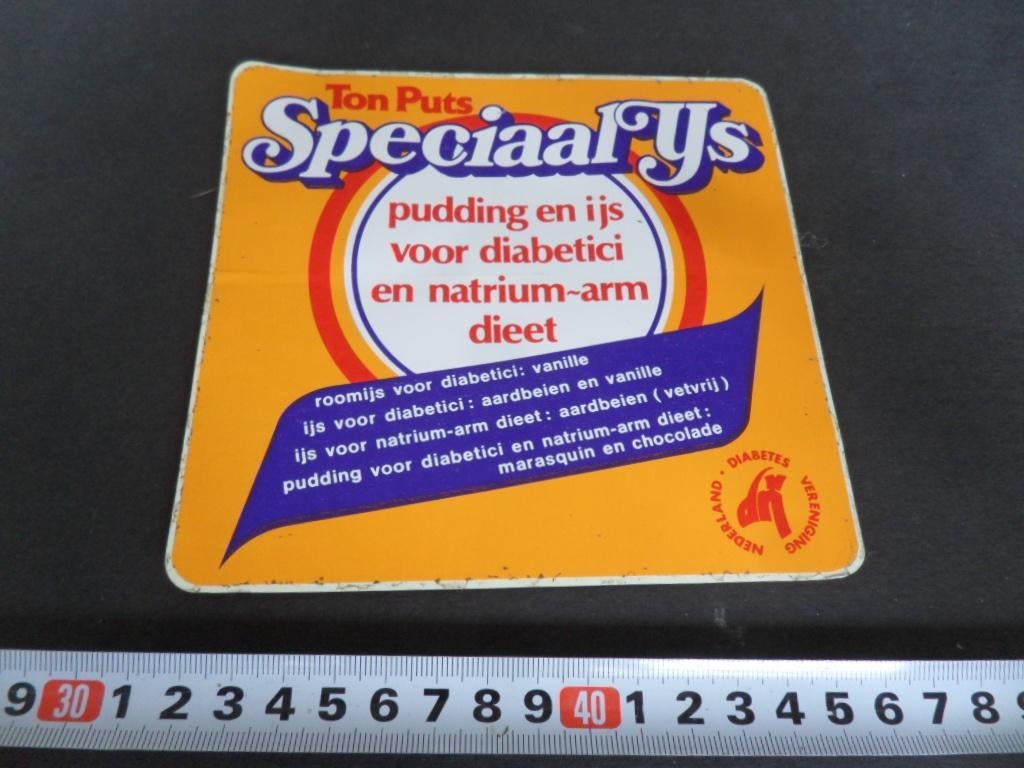 Ton Puts
Speciaal Ys
pudding en ijs
voor diabetici
en natrium~arm
dieet
roomijs voor diabetici: vanille
ijs voor diabetici: aardbeien en vanille
ijs voor natrium-arm dieet: aardbeien (vetvrij)
pudding voor diabetici en natrium-arm dieet:
marasquin en chocolade
NEDERLAND • DIABETES VERENIGING
9 30 1 2 3 4 5 6 7 8 9 40 1 2 3 4 5 6 7 8